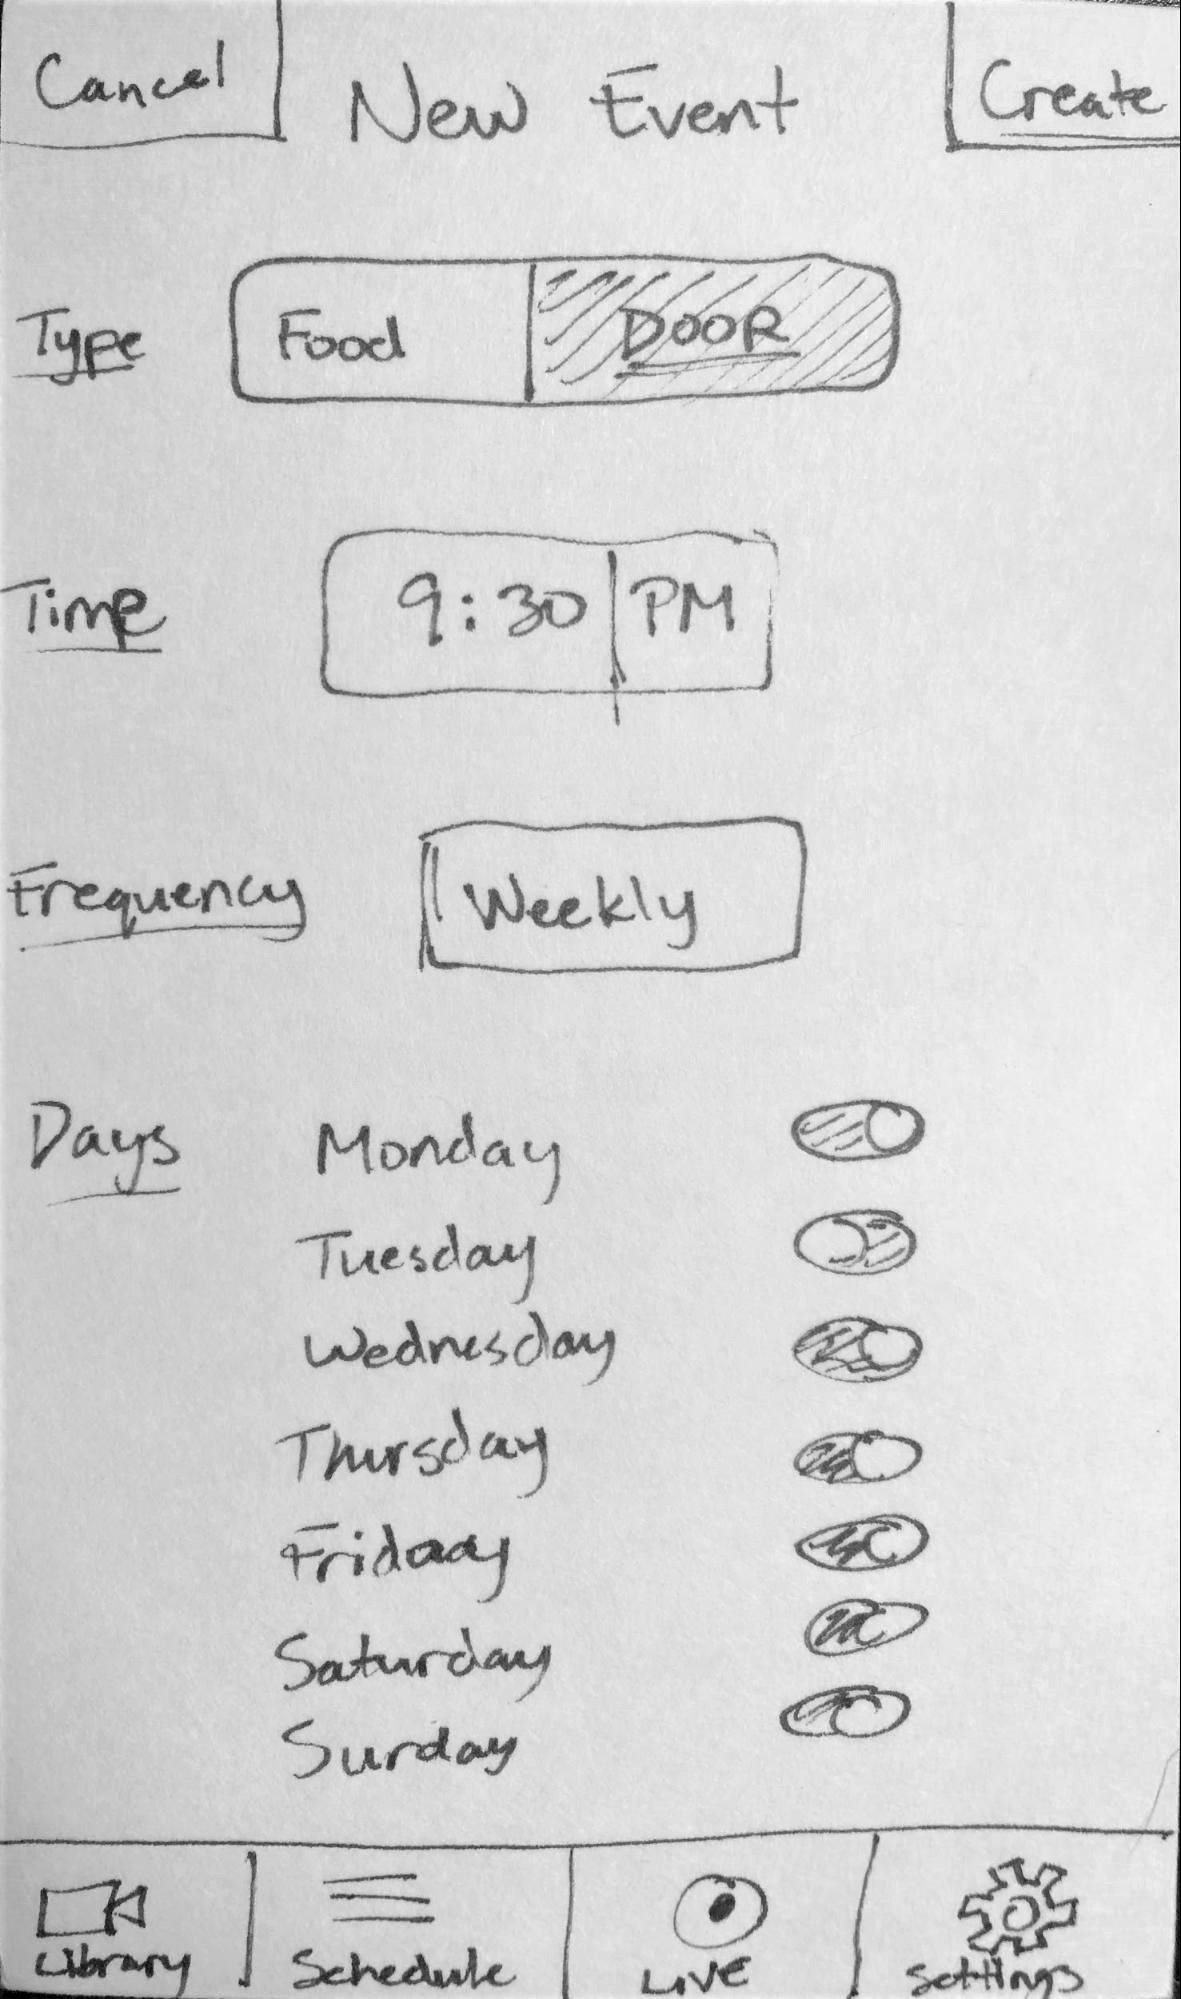 Cancel New Event Create
Type Food DOOR
Time 9:30 PM
Frequency Weekly
Days Monday
Tuesday
Wednesday
Thursday
Friday
Saturday
Sunday
Library Schedule LIVE Settings